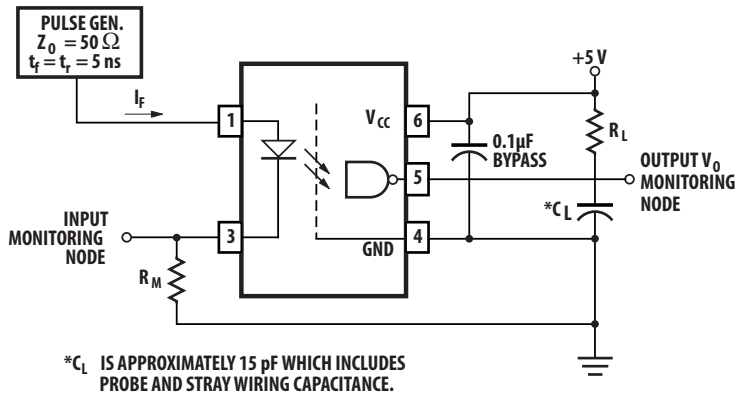 PULSE GEN.
Z0 = 50 Ω
tf = tr = 5 ns
IF
1
3
INPUT
MONITORING
NODE
RM
VCC
6
5
4
GND
0.1µF
BYPASS
+5 V
RL
*CL
OUTPUT V0
MONITORING
NODE
*CL IS APPROXIMATELY 15 pF WHICH INCLUDES
PROBE AND STRAY WIRING CAPACITANCE.